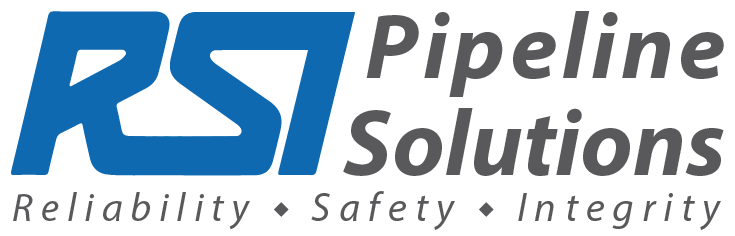 RSI Pipeline
Solutions
Reliability ◆ Safety ◆ Integrity